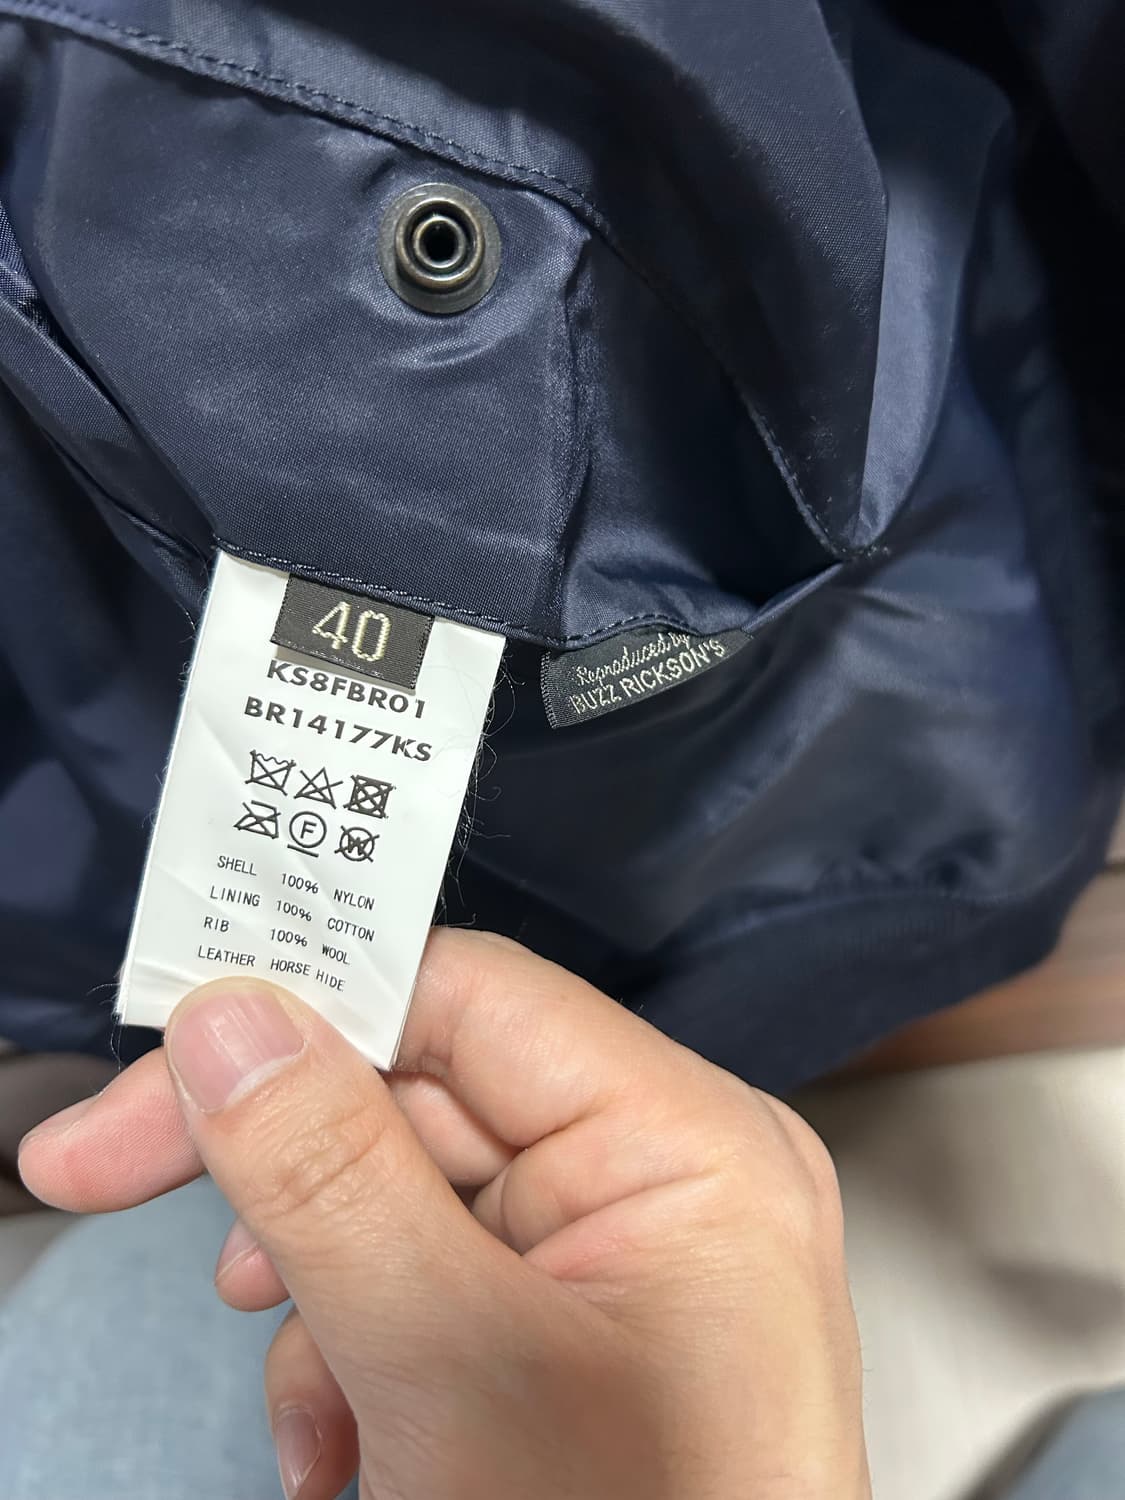 40
KS8FBR01
BR14177KS
F
W
SHELL 100% NYLON
LINING 100% COTTON
RIB 100% WOOL
LEATHER HORSE HIDE
Reproduced by
BUZZ RICKSON'S